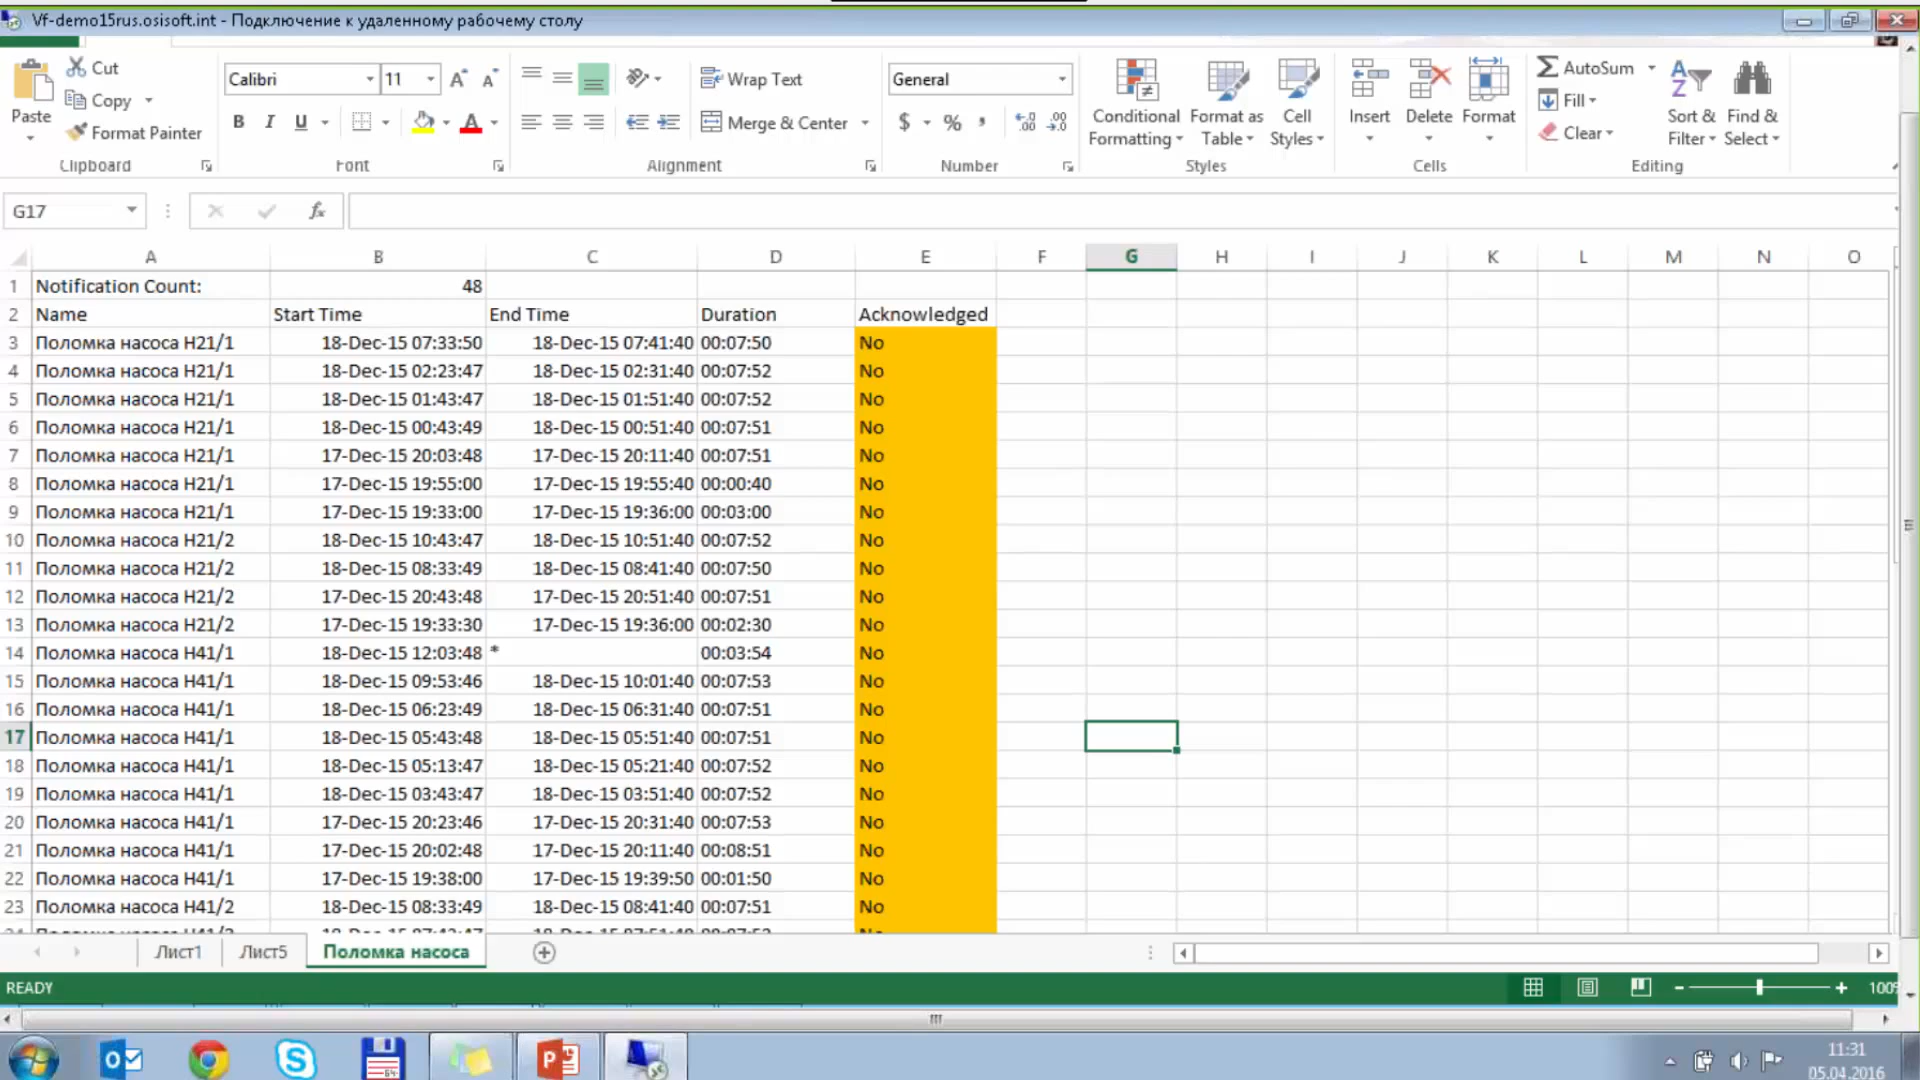 Vf-demo15rus.osisoft.int - Подключение к удаленному рабочему столу
Paste
Cut
Copy
Format Painter
Clipboard
Calibri 11
B I U
Font
Wrap Text
Merge & Center
Alignment
General
$ % ,
Number
Conditional Formatting
Format as Table
Cell Styles
Styles
Insert
Delete
Format
Cells
AutoSum
Fill
Clear
Sort & Filter
Find & Select
Editing
G17
fx
A B C D E F G H I J K L M N O
1 Notification Count: 48
2 Name Start Time End Time Duration Acknowledged
3 Поломка насоса Н21/1 18-Dec-15 07:33:50 18-Dec-15 07:41:40 00:07:50 No
4 Поломка насоса Н21/1 18-Dec-15 02:23:47 18-Dec-15 02:31:40 00:07:52 No
5 Поломка насоса Н21/1 18-Dec-15 01:43:47 18-Dec-15 01:51:40 00:07:52 No
6 Поломка насоса Н21/1 18-Dec-15 00:43:49 18-Dec-15 00:51:40 00:07:51 No
7 Поломка насоса Н21/1 17-Dec-15 20:03:48 17-Dec-15 20:11:40 00:07:51 No
8 Поломка насоса Н21/1 17-Dec-15 19:55:00 17-Dec-15 19:55:40 00:00:40 No
9 Поломка насоса Н21/1 17-Dec-15 19:33:00 17-Dec-15 19:36:00 00:03:00 No
10 Поломка насоса Н21/2 18-Dec-15 10:43:47 18-Dec-15 10:51:40 00:07:52 No
11 Поломка насоса Н21/2 18-Dec-15 08:33:49 18-Dec-15 08:41:40 00:07:50 No
12 Поломка насоса Н21/2 17-Dec-15 20:43:48 17-Dec-15 20:51:40 00:07:51 No
13 Поломка насоса Н21/2 17-Dec-15 19:33:30 17-Dec-15 19:36:00 00:02:30 No
14 Поломка насоса Н41/1 18-Dec-15 12:03:48 * 00:03:54 No
15 Поломка насоса Н41/1 18-Dec-15 09:53:46 18-Dec-15 10:01:40 00:07:53 No
16 Поломка насоса Н41/1 18-Dec-15 06:23:49 18-Dec-15 06:31:40 00:07:51 No
17 Поломка насоса Н41/1 18-Dec-15 05:43:48 18-Dec-15 05:51:40 00:07:51 No
18 Поломка насоса Н41/1 18-Dec-15 05:13:47 18-Dec-15 05:21:40 00:07:52 No
19 Поломка насоса Н41/1 18-Dec-15 03:43:47 18-Dec-15 03:51:40 00:07:52 No
20 Поломка насоса Н41/1 17-Dec-15 20:23:46 17-Dec-15 20:31:40 00:07:53 No
21 Поломка насоса Н41/1 17-Dec-15 20:02:48 17-Dec-15 20:11:40 00:08:51 No
22 Поломка насоса Н41/1 17-Dec-15 19:38:00 17-Dec-15 19:39:50 00:01:50 No
23 Поломка насоса Н41/2 18-Dec-15 08:33:49 18-Dec-15 08:41:40 00:07:51 No
Лист1 Лист5 Поломка насоса
READY
100%
11:31
05.04.2016